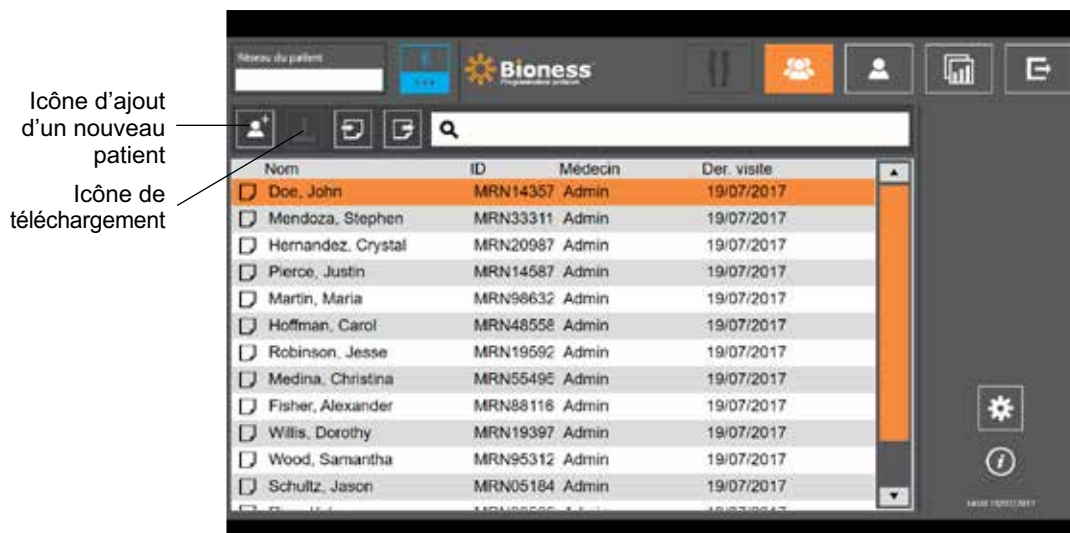 Icône d'ajout
d'un nouveau
patient
Icône de
téléchargement
Réseau du patient
Bioness
Nom ID Médecin Der. visite
Doe, John MRN14357 Admin 19/07/2017
Mendoza, Stephen MRN33311 Admin 19/07/2017
Hernandez, Crystal MRN20987 Admin 19/07/2017
Pierce, Justin MRN14587 Admin 19/07/2017
Martin, Maria MRN98632 Admin 19/07/2017
Hoffman, Carol MRN48558 Admin 19/07/2017
Robinson, Jesse MRN19592 Admin 19/07/2017
Medina, Christina MRN55495 Admin 19/07/2017
Fisher, Alexander MRN88116 Admin 19/07/2017
Willis, Dorothy MRN19397 Admin 19/07/2017
Wood, Samantha MRN95312 Admin 19/07/2017
Schultz, Jason MRN05184 Admin 19/07/2017